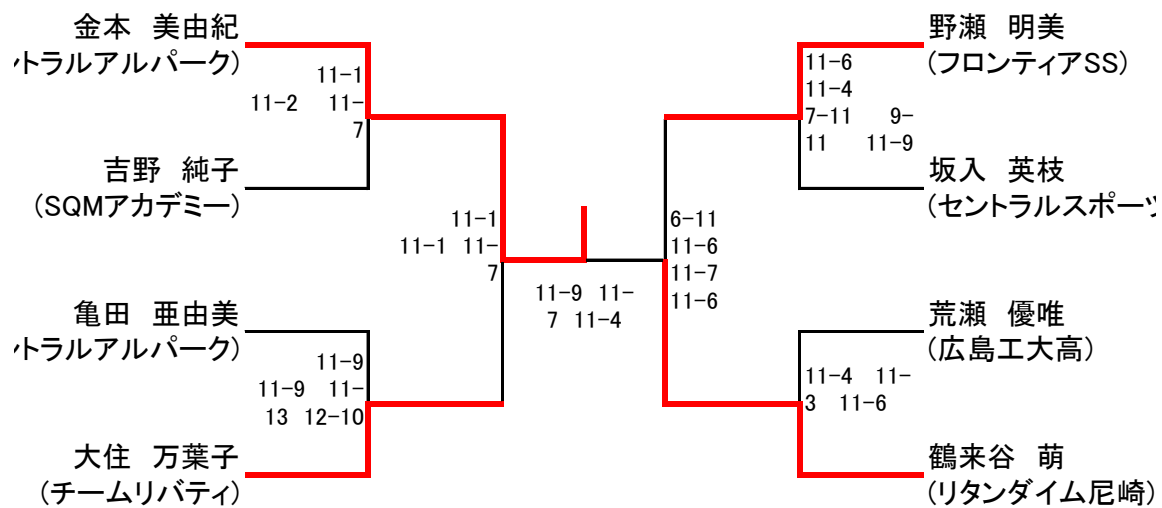 金本 美由紀
ントラルアルパーク)
11-1
11-2 11-
7
吉野 純子
(SQMアカデミー)
11-1
11-1 11-
7
亀田 亜由美
ントラルアルパーク)
11-9
11-9 11-
13 12-10
大住 万葉子
(チームリバティ)
11-9 11-
7 11-4
野瀬 明美
(フロンティアSS)
11-6
11-4
7-11 9-
11 11-9
坂入 英枝
(セントラルスポーツ
6-11
11-6
11-7
11-6
荒瀬 優唯
(広島工大高)
11-4 11-
3 11-6
鶴来谷 萌
(リタンダイム尼崎)